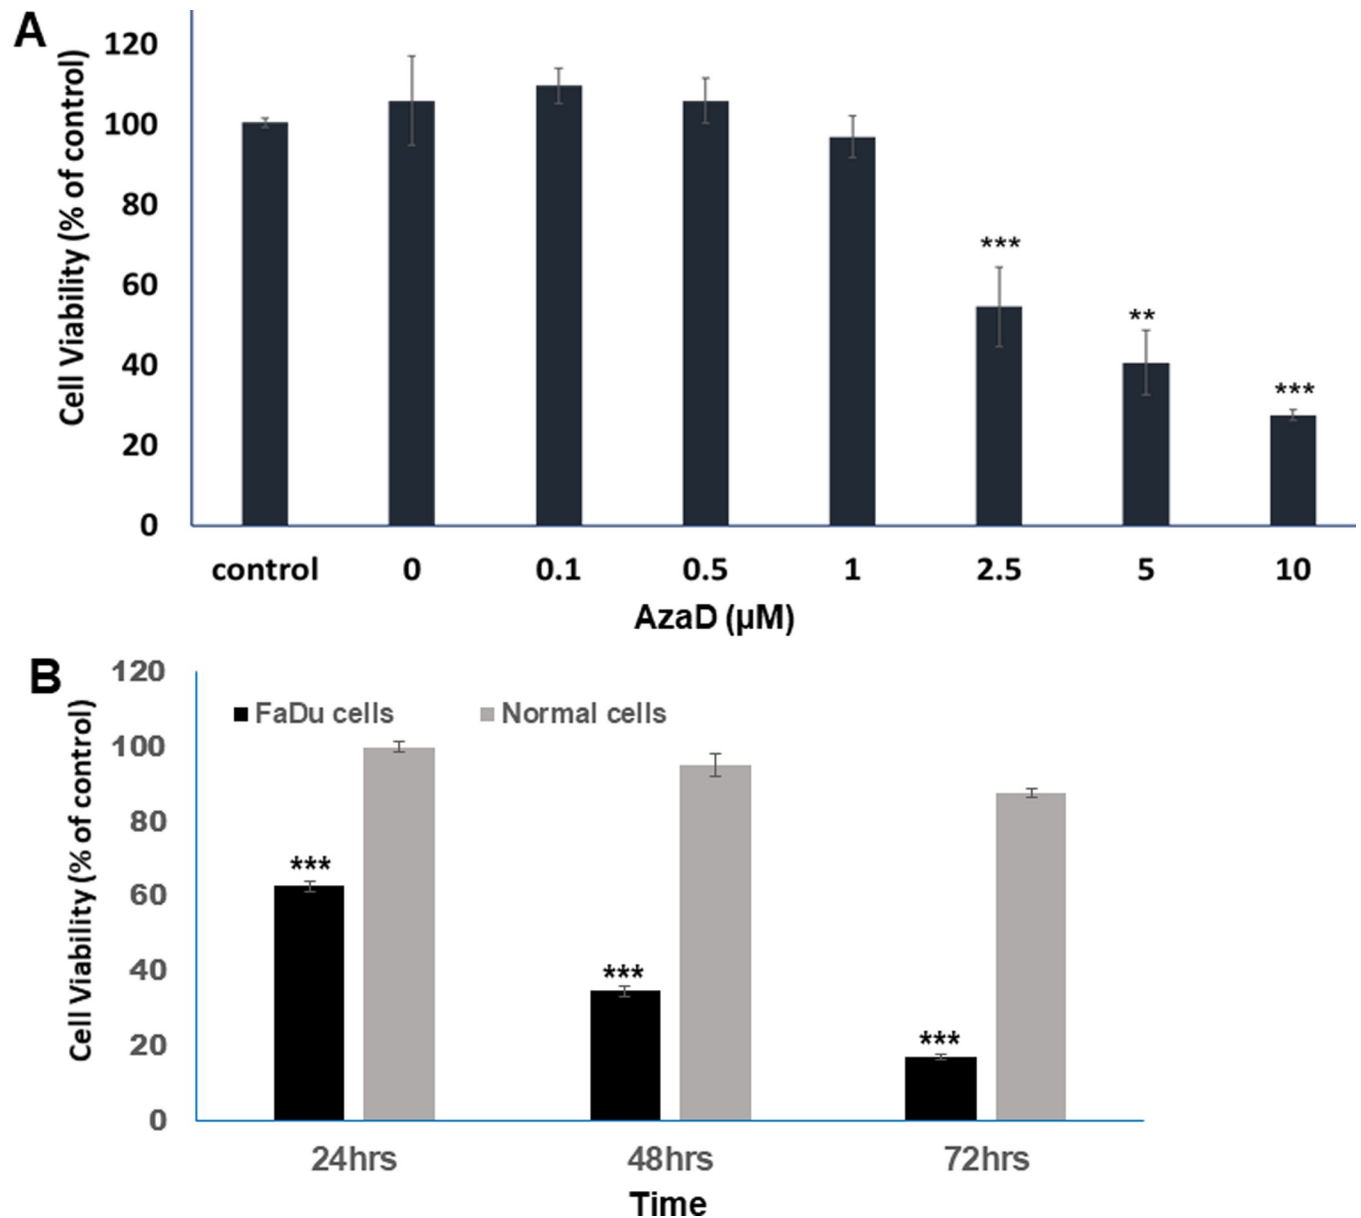 A
Cell Viability (% of control)
120
100
80
60
40
20
0
***
**
***
control 0 0.1 0.5 1 2.5 5 10
AzaD (µM)
B
Cell Viability (% of control)
120
100
80
60
40
20
0
FaDu cells Normal cells
***
***
***
24hrs 48hrs 72hrs
Time